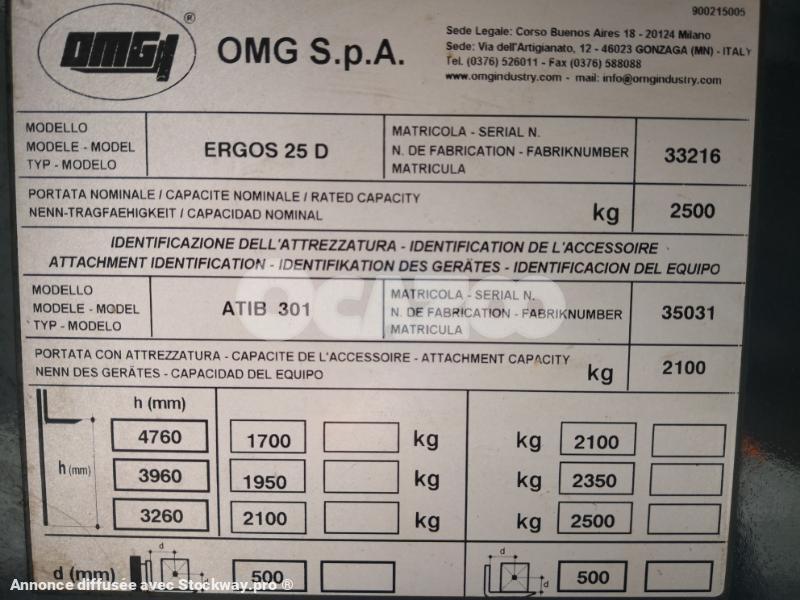 900215005
OMG ®
OMG S.p.A.
Sede Legale: Corso Buenos Aires 18 - 20124 Milano
Sede: Via dell'Artigianato, 12 - 46023 GONZAGA (MN) - ITALY
Tel. (0376) 526011 - Fax (0376) 588088
www.omgindustry.com - mail: info@omgindustry.com
MODELLO
MODELE - MODEL
TYP - MODELO
ERGOS 25 D
MATRICOLA - SERIAL N.
N. DE FABRICATION - FABRIKNUMBER
MATRICULA
33216
PORTATA NOMINALE / CAPACITE NOMINALE / RATED CAPACITY
NENN-TRAGFAEHIGKEIT / CAPACIDAD NOMINAL
kg
2500
IDENTIFICAZIONE DELL'ATTREZZATURA - IDENTIFICATION DE L'ACCESSOIRE
ATTACHMENT IDENTIFICATION - IDENTIFIKATION DES GERÄTES - IDENTIFICACION DEL EQUIPO
MODELLO
MODELE - MODEL
TYP - MODELO
ATIB 301
MATRICOLA - SERIAL N.
N. DE FABRICATION - FABRIKNUMBER
MATRICULA
35031
OCAZOO
PORTATA CON ATTREZZATURA - CAPACITE DE L'ACCESSOIRE - ATTACHMENT CAPACITY
NENN DES GERÄTES - CAPACIDAD DEL EQUIPO
kg
2100
h (mm)
4760 1700 kg kg 2100
h (mm)
3960 1950 kg kg 2350
3260 2100 kg kg 2500
d (mm) d d 500 d d 500
Annonce diffusée avec Stockway.pro ®